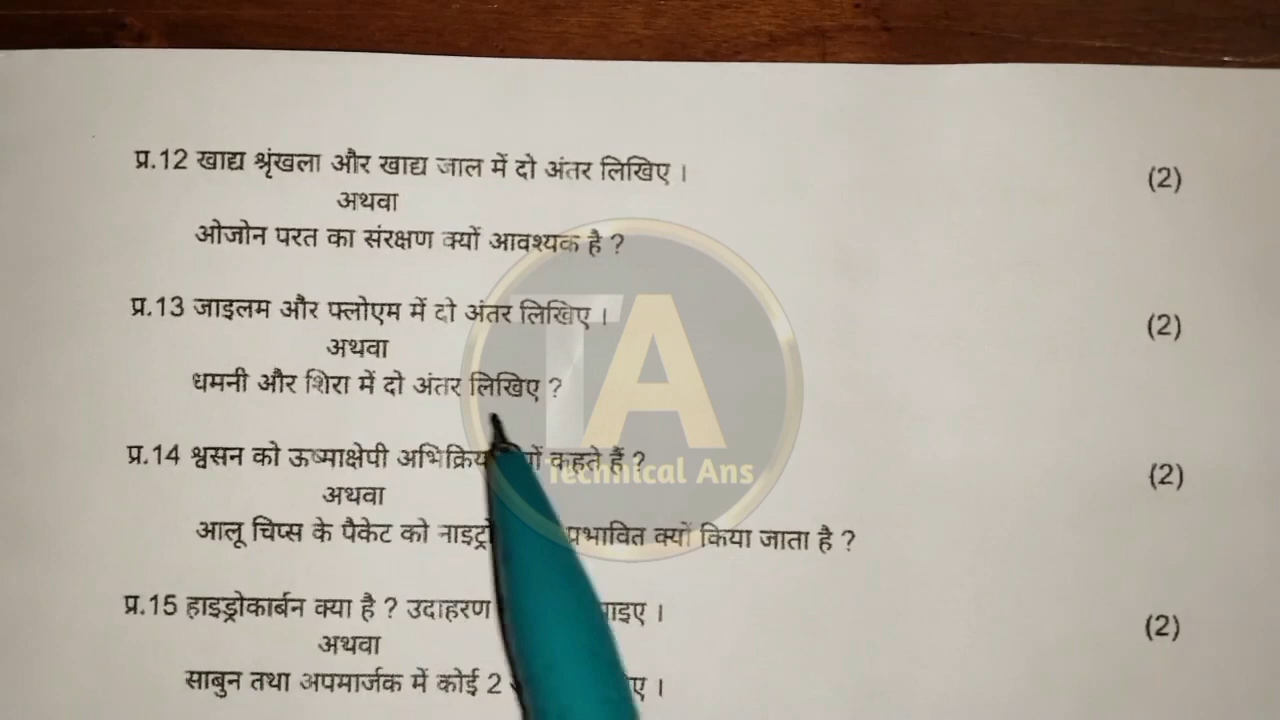 प्र.12 खाद्य श्रृंखला और खाद्य जाल में दो अंतर लिखिए । (2)
अथवा
ओजोन परत का संरक्षण क्यों आवश्यक है ?
प्र.13 जाइलम और फ्लोएम में दो अंतर लिखिए । (2)
अथवा
धमनी और शिरा में दो अंतर लिखिए ?
प्र.14 श्वसन को ऊष्माक्षेपी कहते हैं ? (2)
अथवा
आलू चिप्स के पैकेट को प्रभावित क्यों किया जाता है ?
प्र.15 हाइड्रोकार्बन क्या है ? उदाहरण । (2)
अथवा
साबुन तथा अपमार्जक में कोई 2 ।
TA
Technical Ans